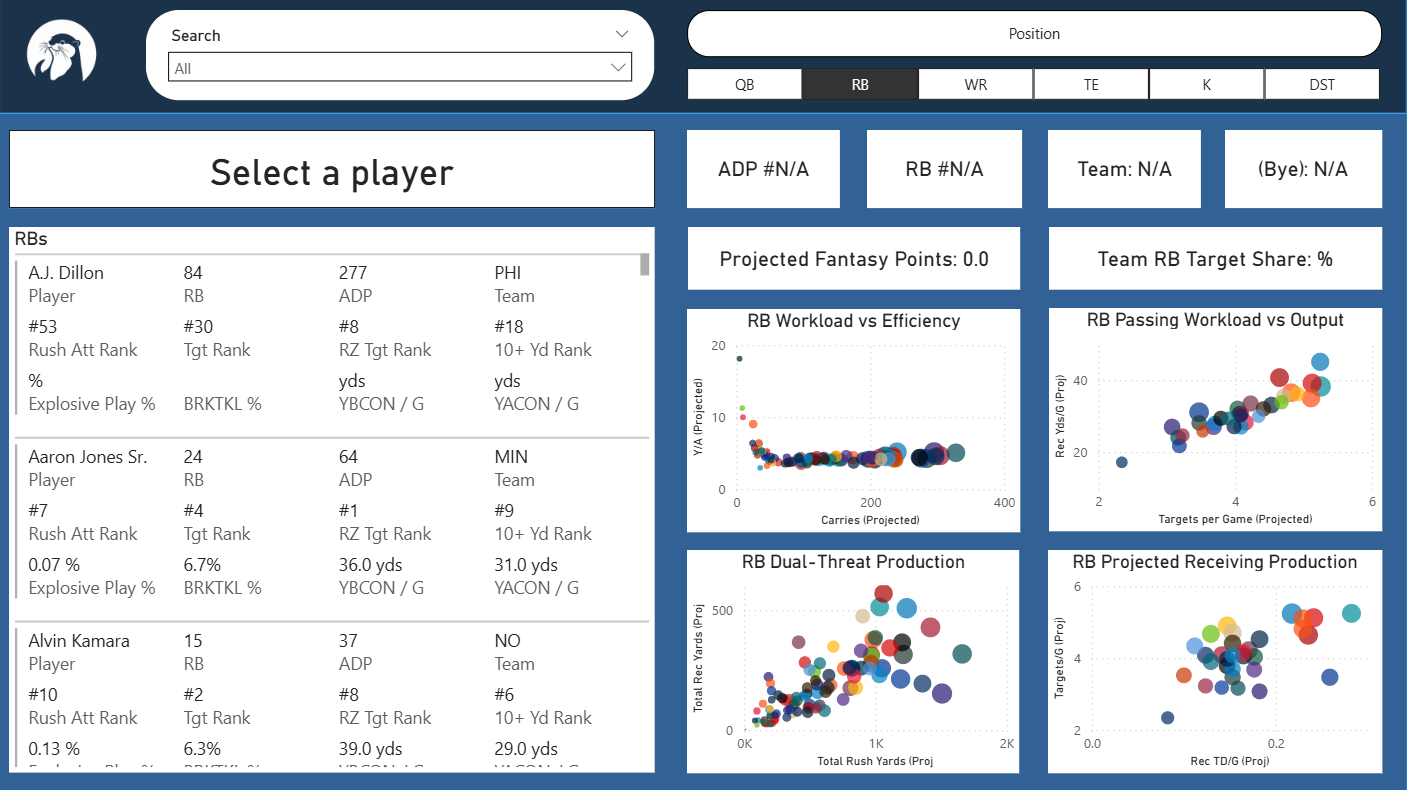 Search
All
Position
QB RB WR TE K DST
Select a player
ADP #N/A
RB #N/A
Team: N/A
(Bye): N/A
RBs
A.J. Dillon 84 277 PHI
Player RB ADP Team
#53 #30 #8 #18
Rush Att Rank Tgt Rank RZ Tgt Rank 10+ Yd Rank
% yds yds
Explosive Play % BRKTKL % YBCON / G YACON / G
Aaron Jones Sr. 24 64 MIN
Player RB ADP Team
#7 #4 #1 #9
Rush Att Rank Tgt Rank RZ Tgt Rank 10+ Yd Rank
0.07 % 6.7% 36.0 yds 31.0 yds
Explosive Play % BRKTKL % YBCON / G YACON / G
Alvin Kamara 15 37 NO
Player RB ADP Team
#10 #2 #8 #6
Rush Att Rank Tgt Rank RZ Tgt Rank 10+ Yd Rank
0.13 % 6.3% 39.0 yds 29.0 yds
Projected Fantasy Points: 0.0
Team RB Target Share: %
RB Workload vs Efficiency
Y/A (Projected)
20
10
0
0 200 400
Carries (Projected)
RB Passing Workload vs Output
Rec Yds/G (Proj)
40
20
2 4 6
Targets per Game (Projected)
RB Dual-Threat Production
Total Rec Yards (Proj
500
0
0K 1K 2K
Total Rush Yards (Proj
RB Projected Receiving Production
Targets/G (Proj)
6
4
2
0.0 0.2
Rec TD/G (Proj)